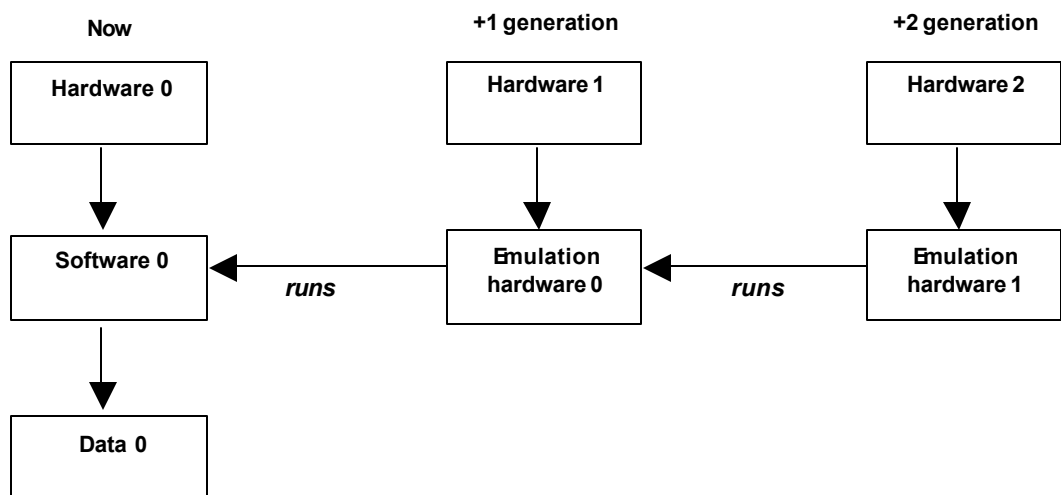 Now
+1 generation
+2 generation
Hardware 0
Hardware 1
Hardware 2
Software 0
runs
Emulation
hardware 0
runs
Emulation
hardware 1
Data 0